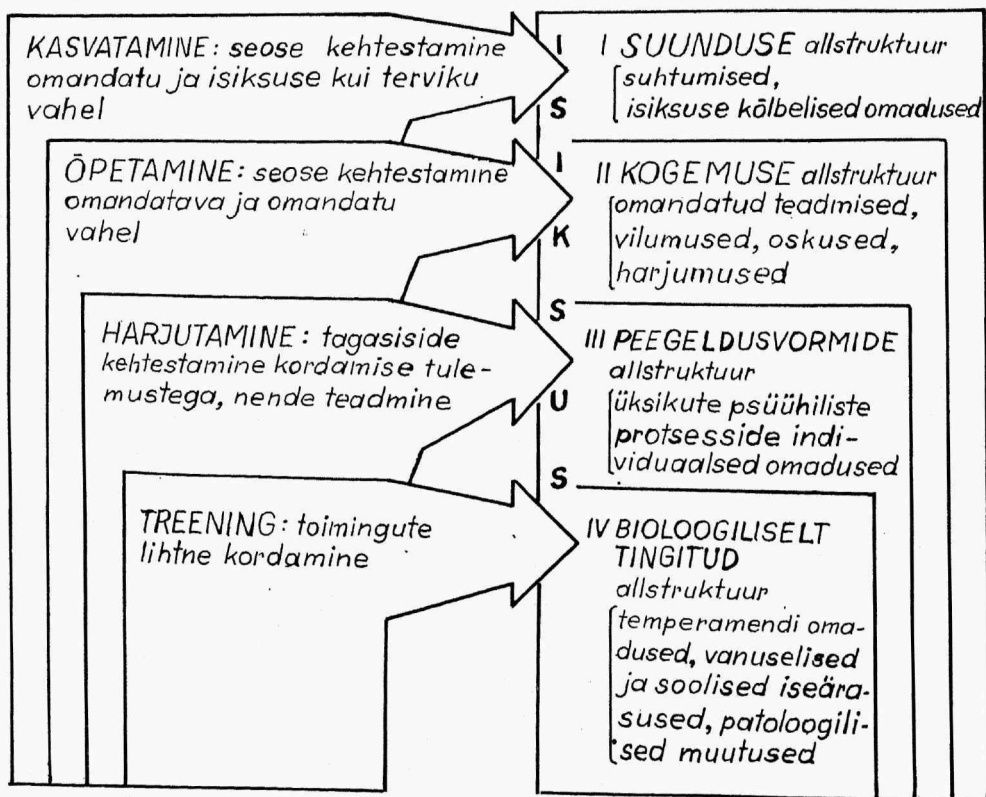 KASVATAMINE: seose kehtestamine
omandatu ja isiksuse kui terviku
vahel
ÕPETAMINE: seose kehtestamine
omandatava ja omandatu
vahel
HARJUTAMINE: tagasiside
kehtestamine kordamise tule-
mustega, nende teadmine
TREENING: toimingute
lihtne kordamine
I
S
I
K
S
U
S
I SUUNDUSE allstruktuur
suhtumised,
isiksuse kõlbelised omadused
II KOGEMUSE allstruktuur
omandatud teadmised,
vilumused, oskused,
harjumused
III PEEGELDUSVORMIDE
allstruktuur
üksikute psüühiliste
protsesside indi-
viduaalsed omadused
IV BIOLOOGILISELT
TINGITUD
allstruktuur
temperamendi oma-
dused, vanuselised
ja soolised iseära-
sused, patoloogili-
sed muutused